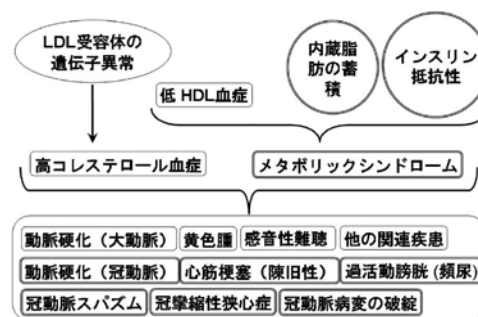 LDL受容体の
遺伝子異常
内蔵脂
肪の蓄
積
インスリン
抵抗性
低 HDL血症
高コレステロール血症
メタボリックシンドローム
動脈硬化（大動脈） 黄色腫 感音性難聴 他の関連疾患
動脈硬化（冠動脈） 心筋梗塞（陳旧性） 過活動膀胱 (頻尿)
冠動脈スパズム 冠攣縮性狭心症 冠動脈病変の破綻